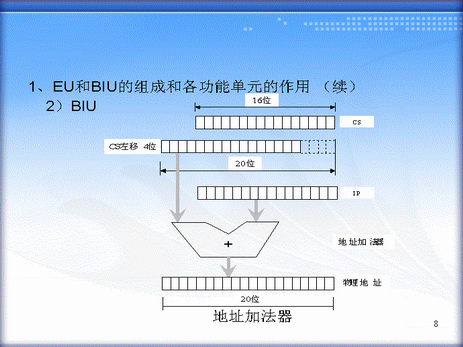 1、EU和BIU的组成和各功能单元的作用 （续）
2）BIU
16位
CS
CS左移 4位
20位
IP
+
地址加法器
物理地 址
20位
地址加法器
8